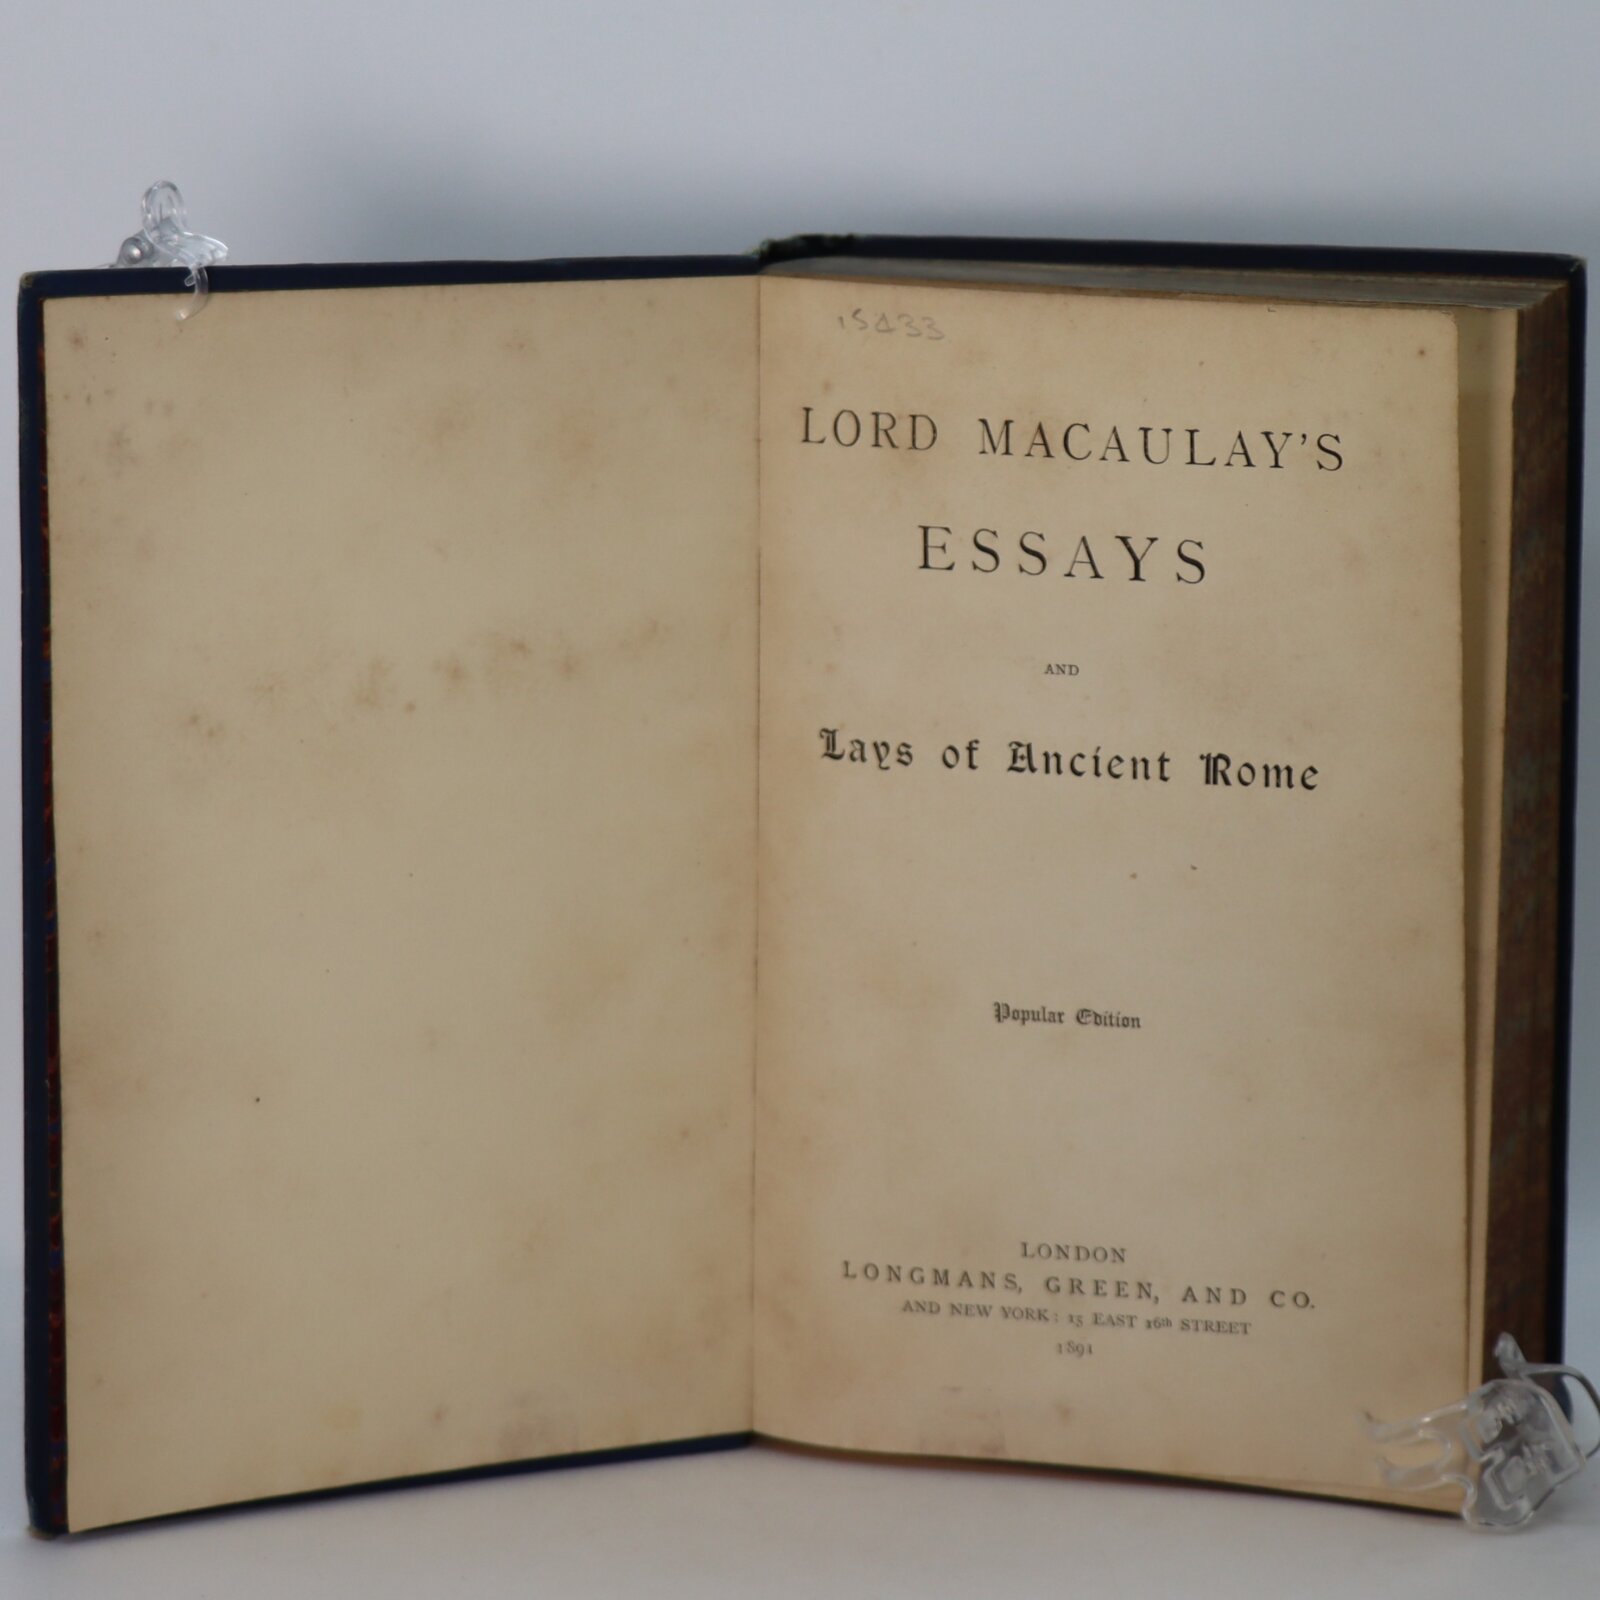 15433
LORD MACAULAY'S
ESSAYS
AND
Lays of Ancient Rome
Popular Edition
LONDON
LONGMANS, GREEN, AND CO.
AND NEW YORK: 15 EAST 16th STREET
1891